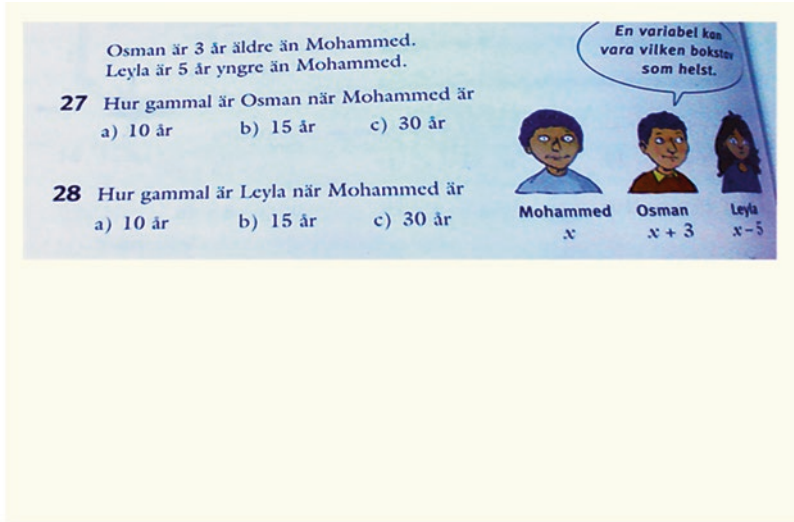 Osman är 3 år äldre än Mohammed.
Leyla är 5 år yngre än Mohammed.
27 Hur gammal är Osman när Mohammed är
a) 10 år b) 15 år c) 30 år
28 Hur gammal är Leyla när Mohammed är
a) 10 år b) 15 år c) 30 år
En variabel kan
vara vilken bokstav
som helst.
Mohammed Osman Leyla
x x + 3 x - 5